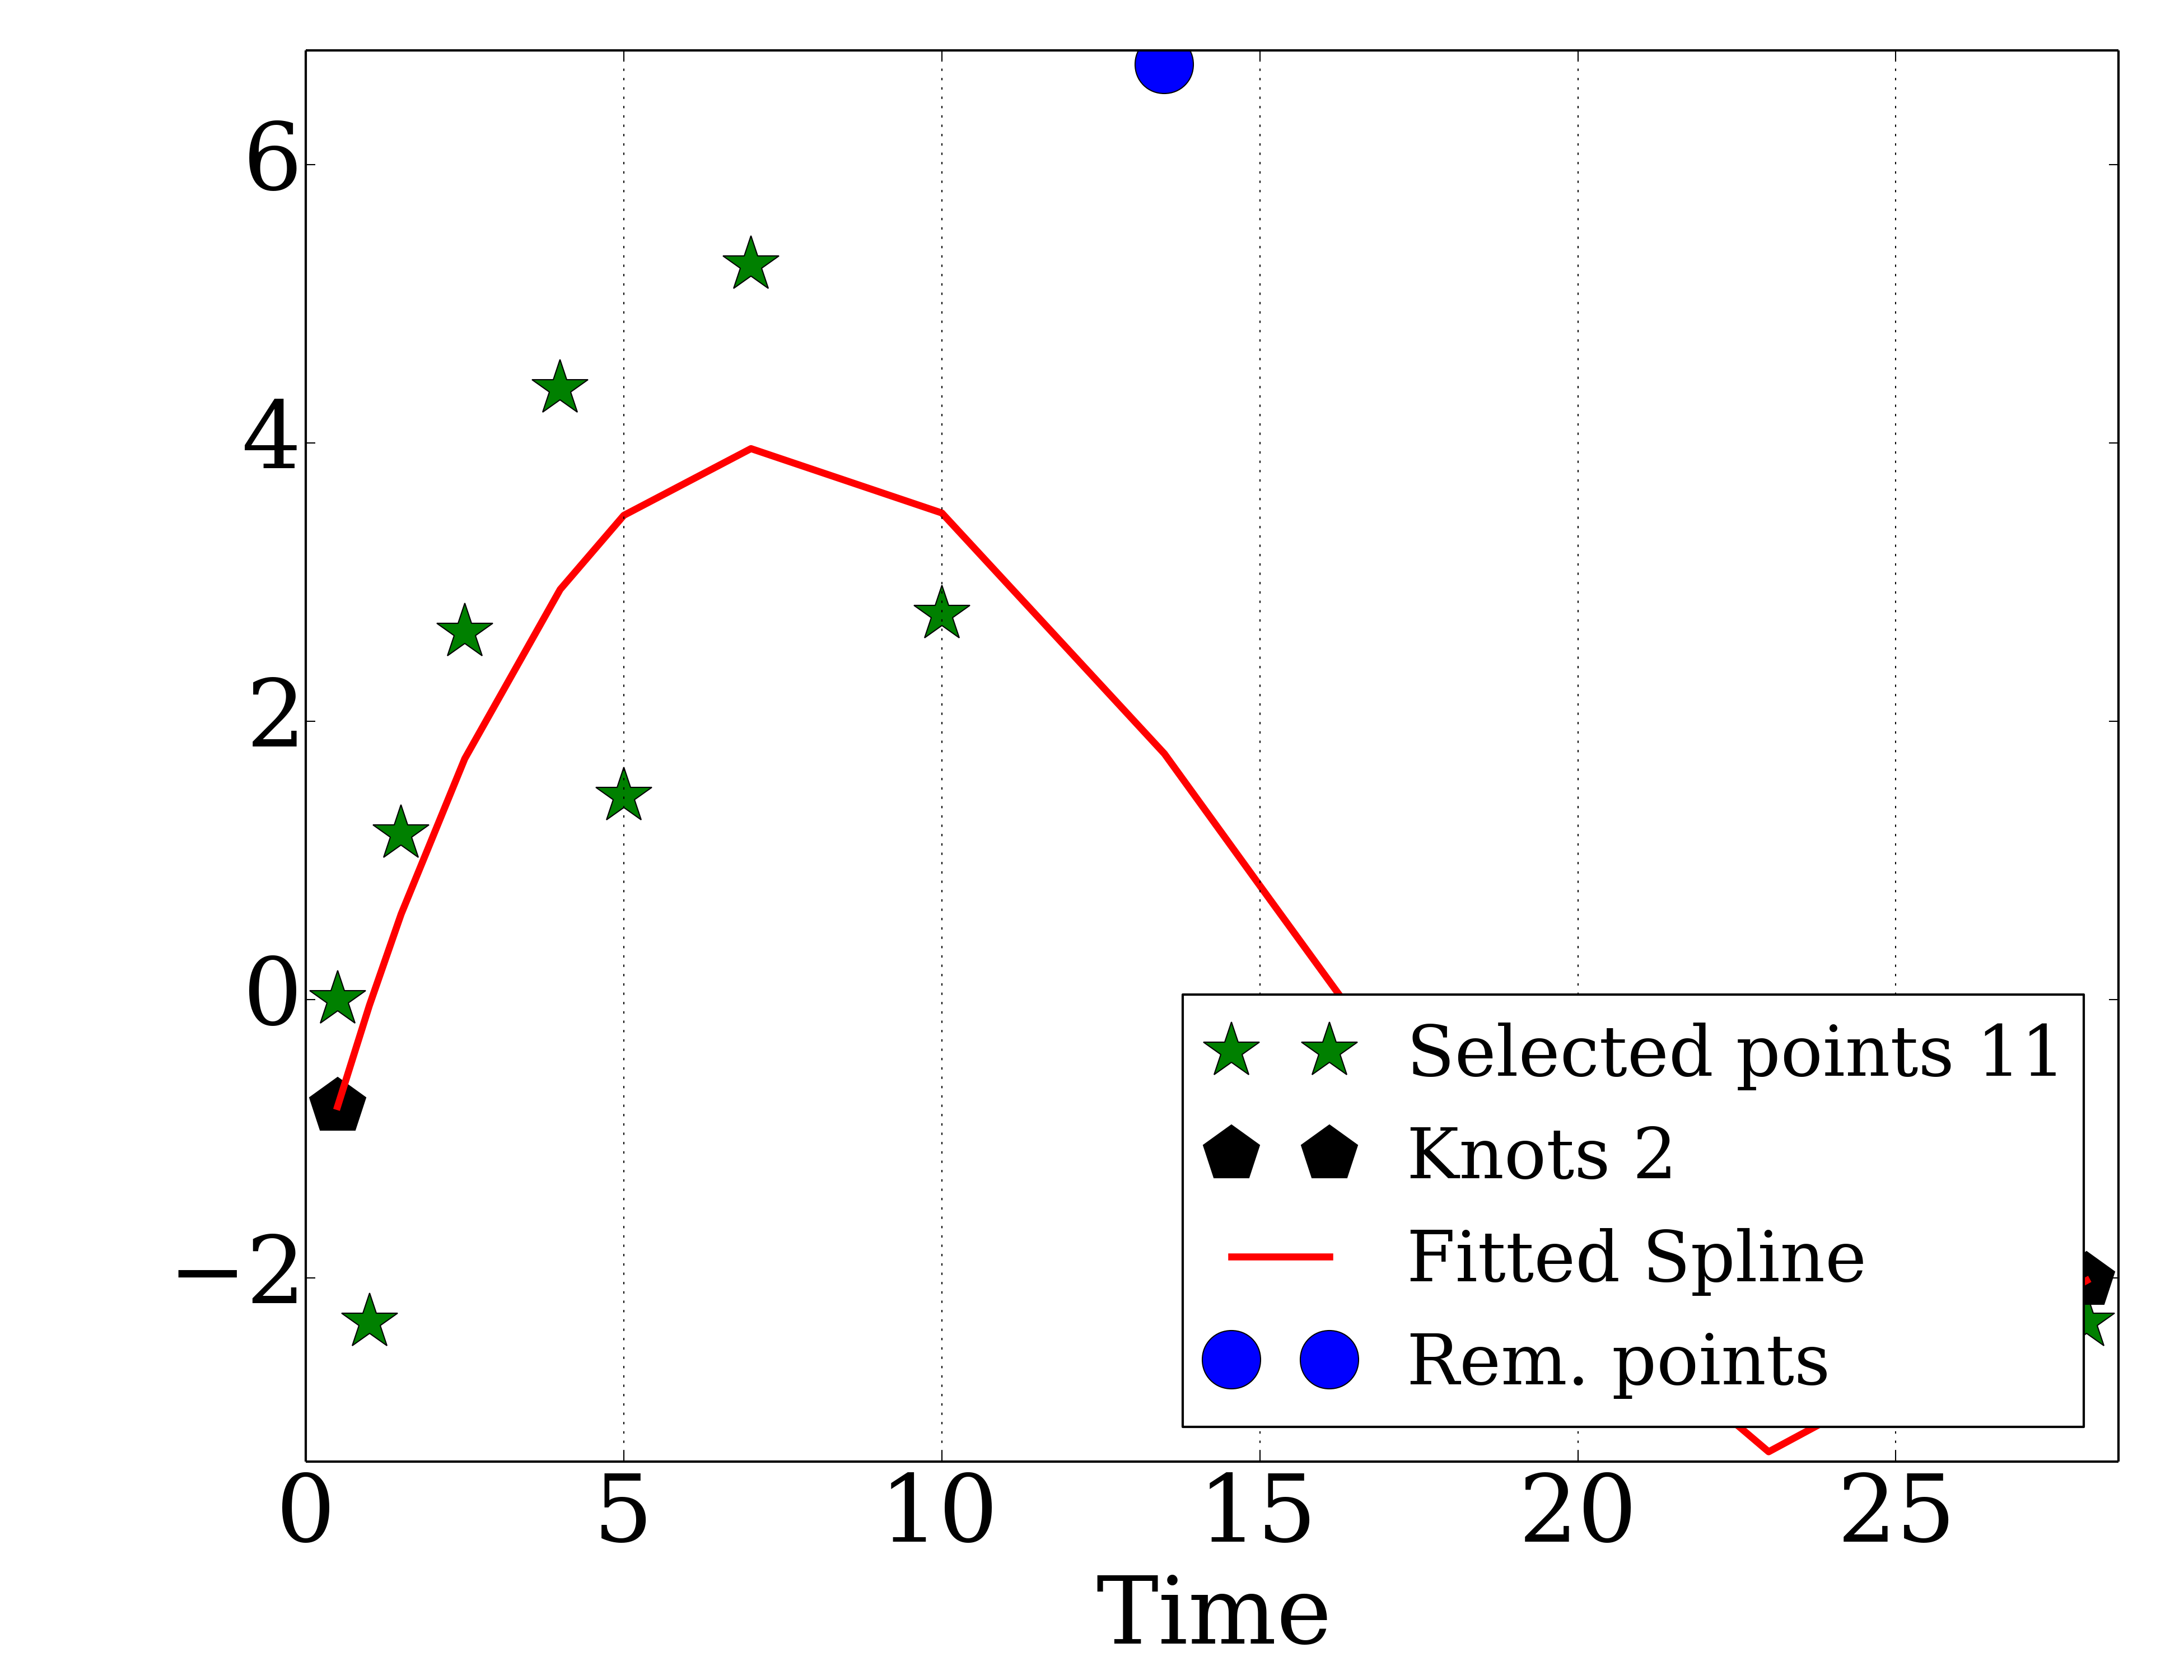 6
4
2
0
−2
Selected points 11
Knots 2
Fitted Spline
Rem. points
0 5 10 15 20 25
Time